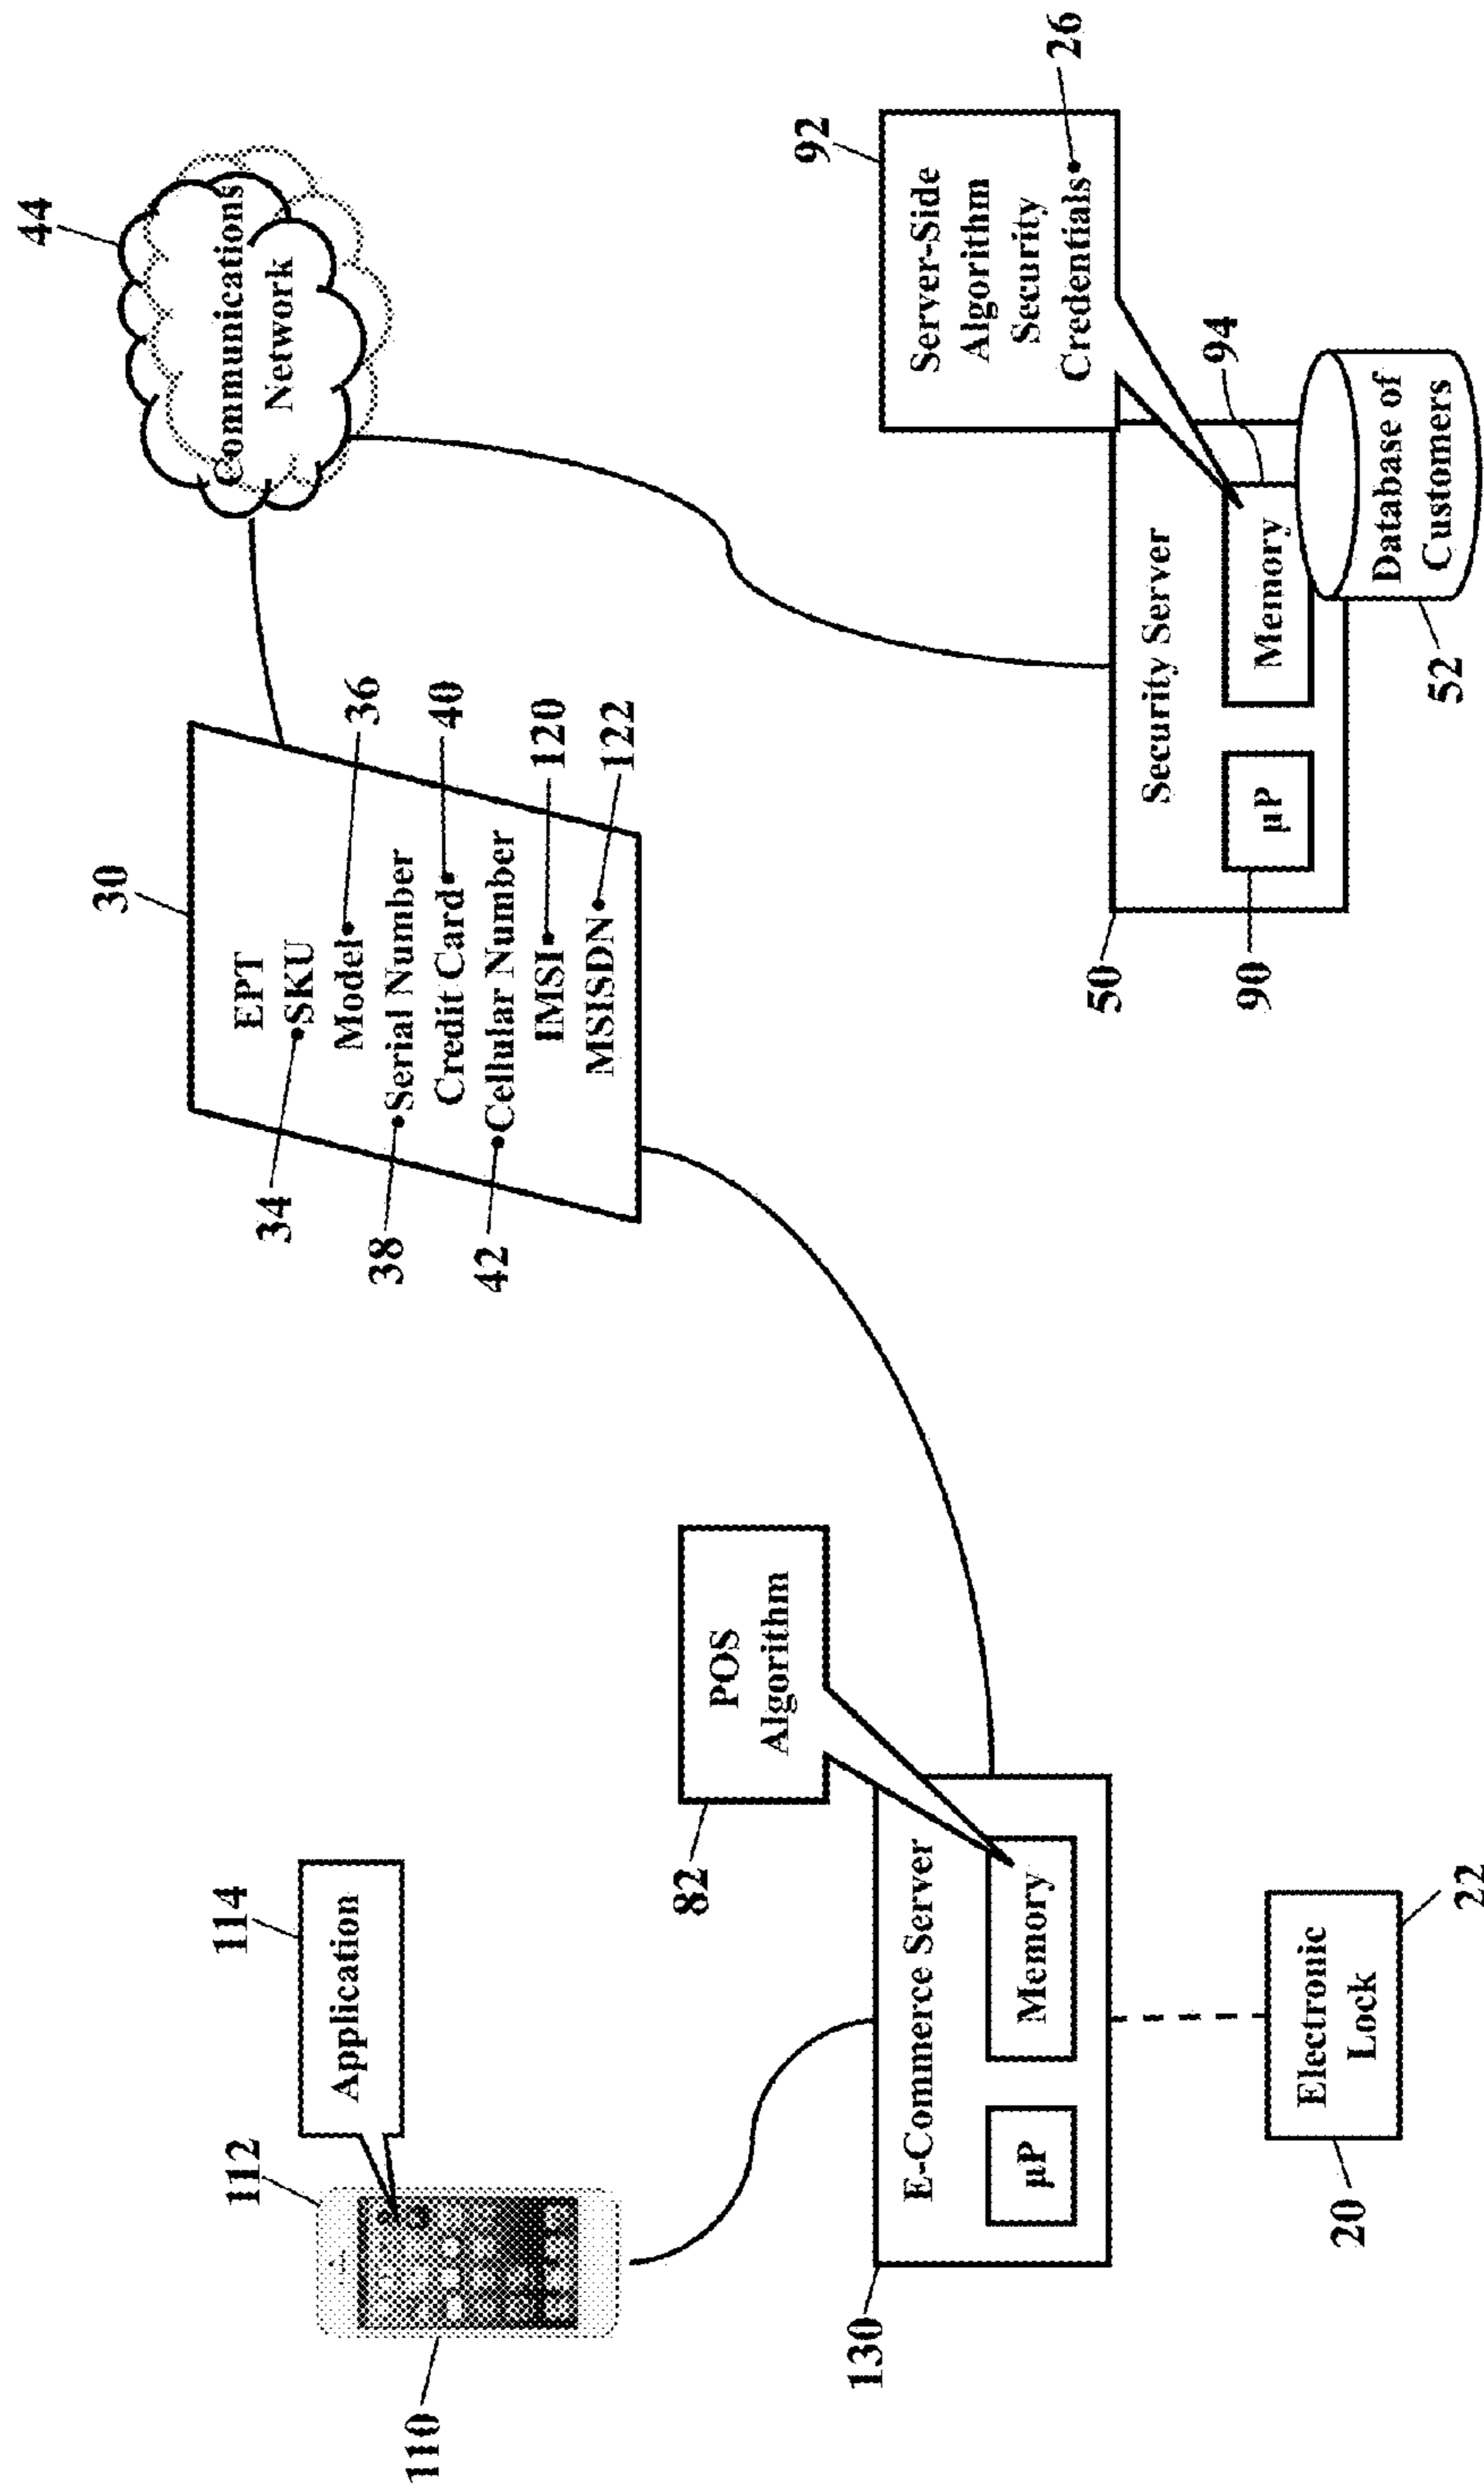 44
Communications
Network
30
EPT
34
SKU
Model
36
38
Serial Number
Credit Card
40
42
Cellular Number
IMSI
120
MSISDN
122
112
114
Application
110
82
POS
Algorithm
130
E-Commerce Server
µP
Memory
20
Electronic
Lock
22
92
Server-Side
Algorithm
Security
Credentials
26
50
Security Server
90
µP
Memory
94
52
Database of
Customers